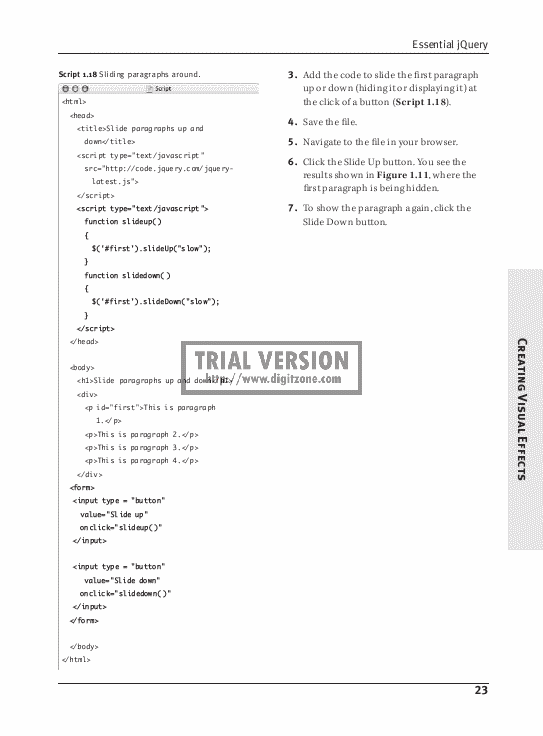 Essential jQuery
Script 1.18 Sliding paragraphs around.
Script
<html>
<head>
<title>Slide paragraphs up and
down</title>
<script type="text/javascript"
src="http://code.jquery.com/jquery-
latest.js">
</script>
<script type="text/javascript">
function slideup()
{
$('#first').slideUp("slow");
}
function slidedown()
{
$('#first').slideDown("slow");
}
</script>
</head>
<body>
<h1>Slide paragraphs up and down</h1>
<div>
<p id="first">This is paragraph
1.</p>
<p>This is paragraph 2.</p>
<p>This is paragraph 3.</p>
<p>This is paragraph 4.</p>
</div>
<form>
<input type = "button"
value="Slide up"
onclick="slideup()"
</input>
<input type = "button"
value="Slide down"
onclick="slidedown()"
</input>
</form>
</body>
</html>
3. Add the code to slide the first paragraph
up or down (hiding it or displaying it) at
the click of a button (Script 1.18).
4. Save the file.
5. Navigate to the file in your browser.
6. Click the Slide Up button. You see the
results shown in Figure 1.11, where the
first paragraph is being hidden.
7. To show the paragraph again, click the
Slide Down button.
TRIAL VERSION
http://www.digitzone.com
Creating Visual Effects
23